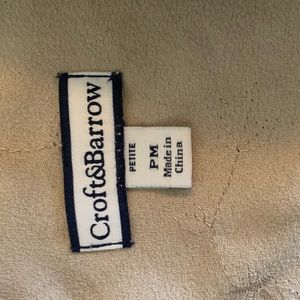 Croft&Barrow
PETITE
PM
Made in
China